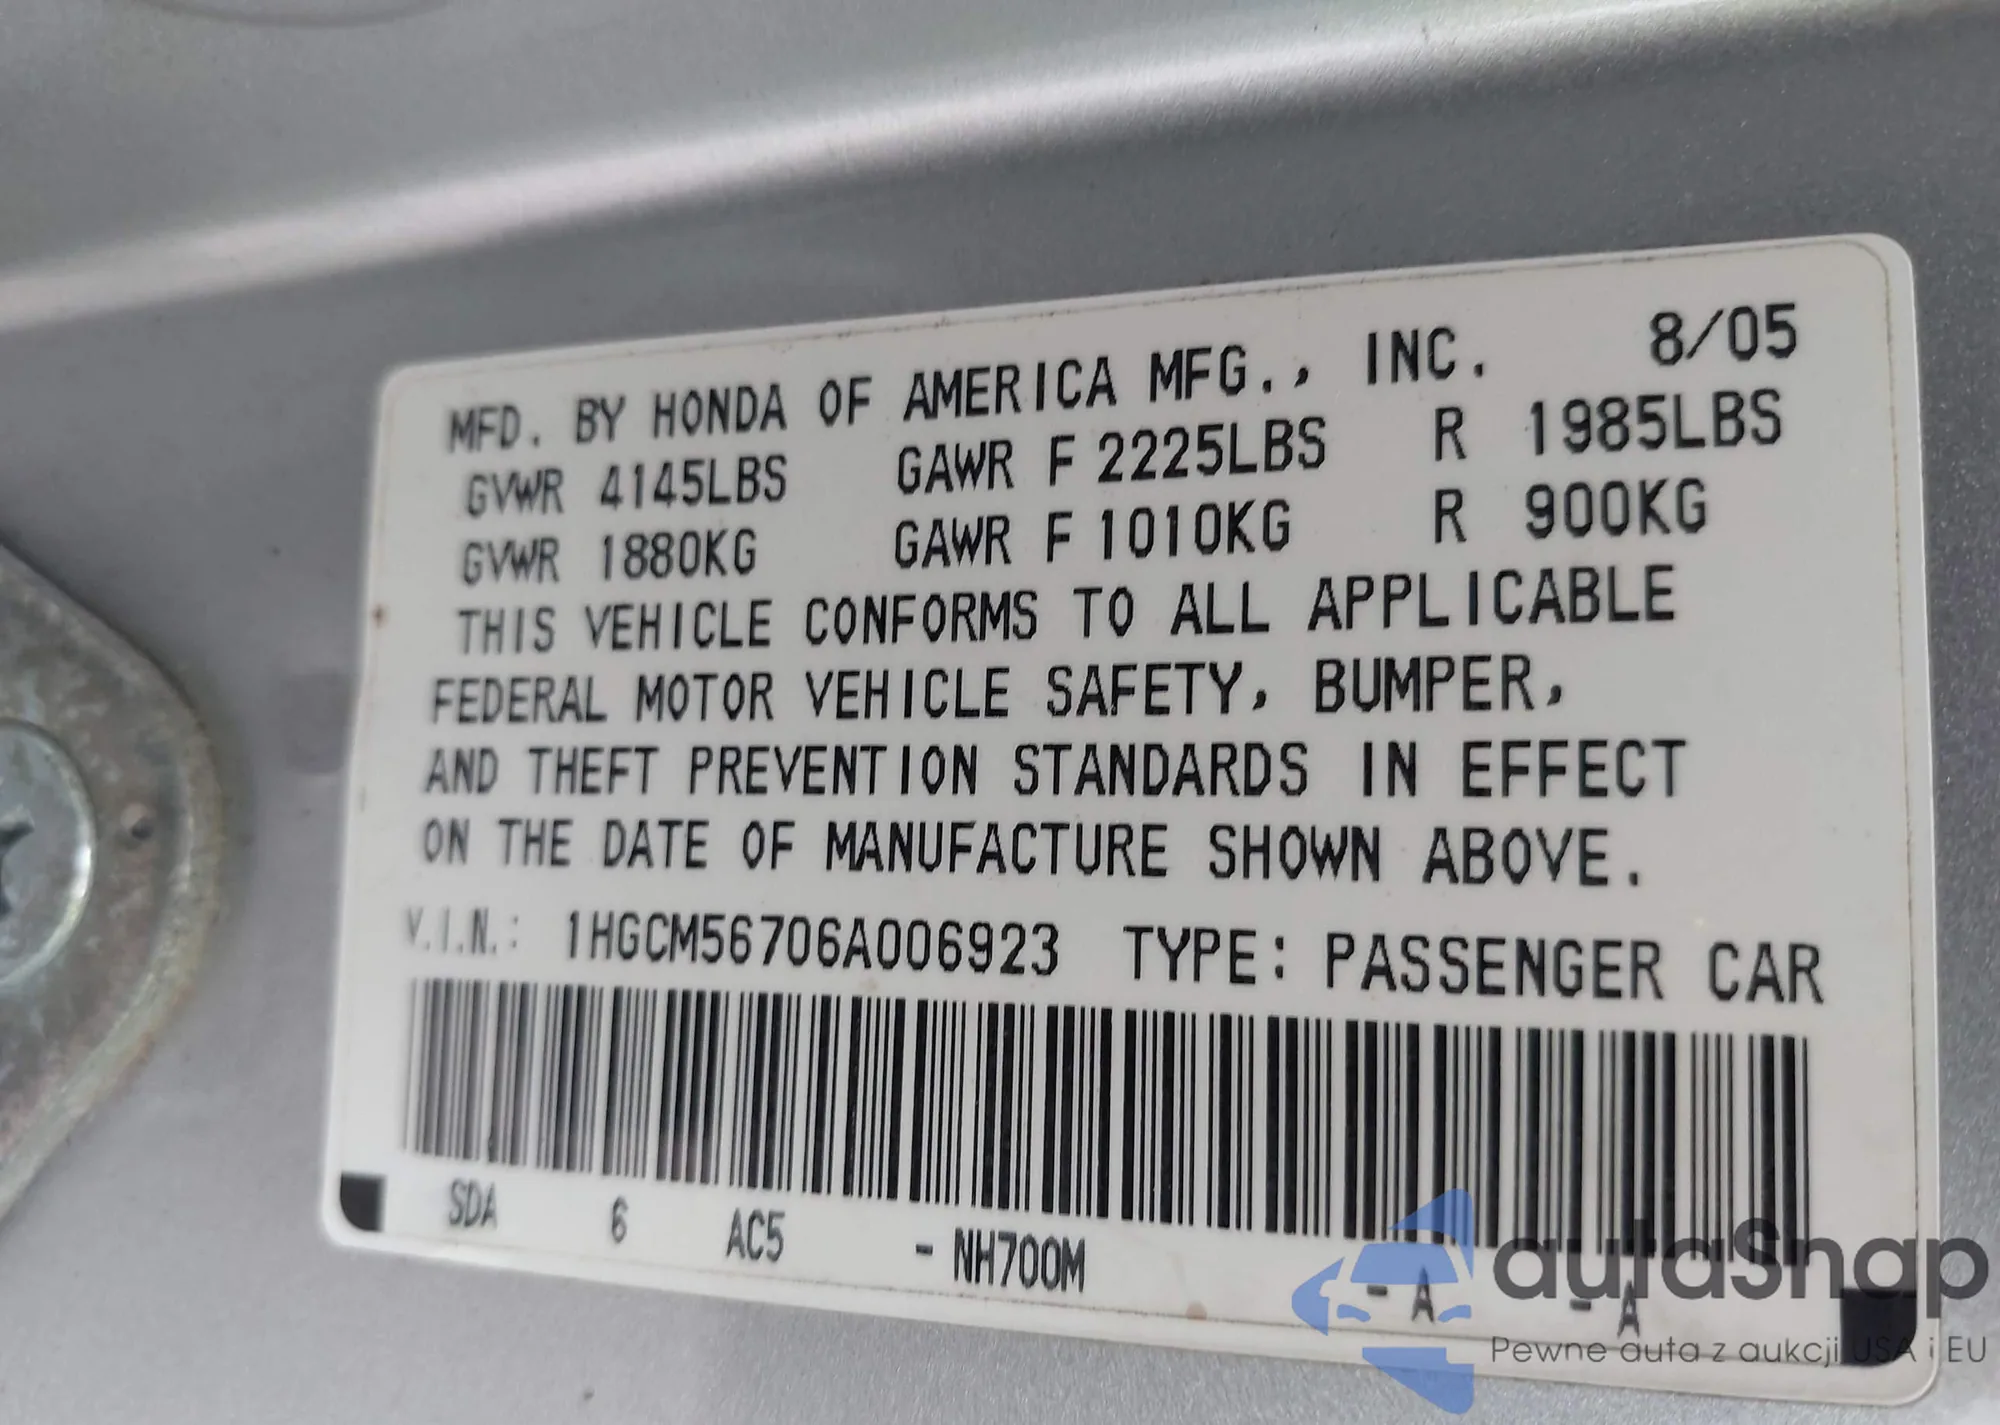 MFD. BY HONDA OF AMERICA MFG., INC. 8/05
GVWR 4145LBS GAWR F 2225LBS R 1985LBS
GVWR 1880KG GAWR F 1010KG R 900KG
THIS VEHICLE CONFORMS TO ALL APPLICABLE
FEDERAL MOTOR VEHICLE SAFETY, BUMPER,
AND THEFT PREVENTION STANDARDS IN EFFECT
ON THE DATE OF MANUFACTURE SHOWN ABOVE.
V.I.N.: 1HGCM56706A006923 TYPE: PASSENGER CAR
SDA 6 AC5 - NH700M - A - A
autaSnap
Pewne auta z aukcji USA i EU